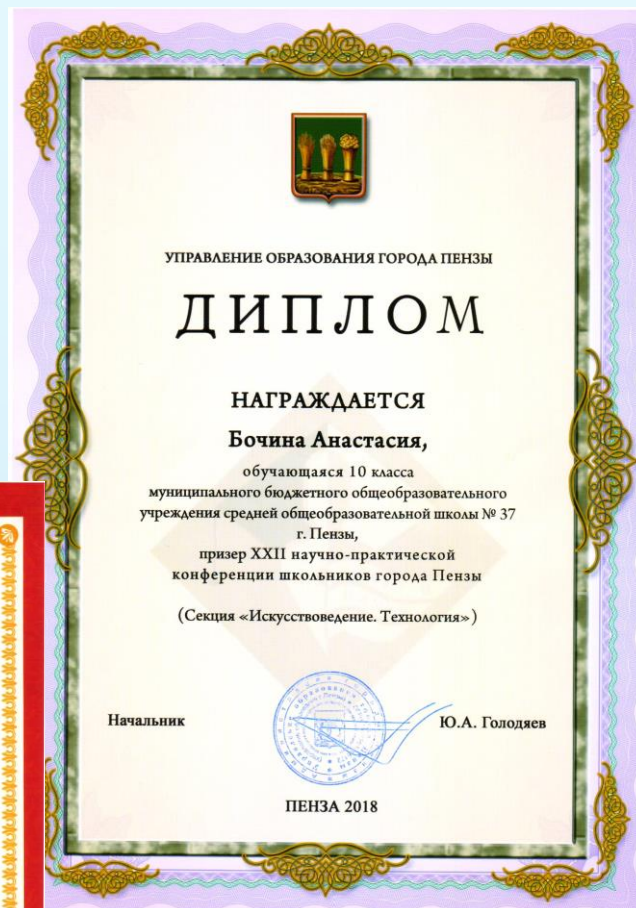 УПРАВЛЕНИЕ ОБРАЗОВАНИЯ ГОРОДА ПЕНЗЫ
ДИПЛОМ
НАГРАЖДАЕТСЯ
Бочина Анастасия,
обучающаяся 10 класса
муниципального бюджетного общеобразовательного
учреждения средней общеобразовательной школы № 37
г. Пензы,
призер XXII научно-практической
конференции школьников города Пензы
(Секция «Искусствоведение. Технология»)
Начальник Ю.А. Голодяев
ПЕНЗА 2018